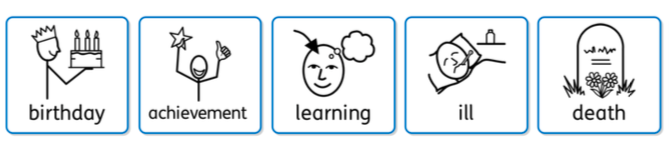 birthday
achievement
learning
ill
death